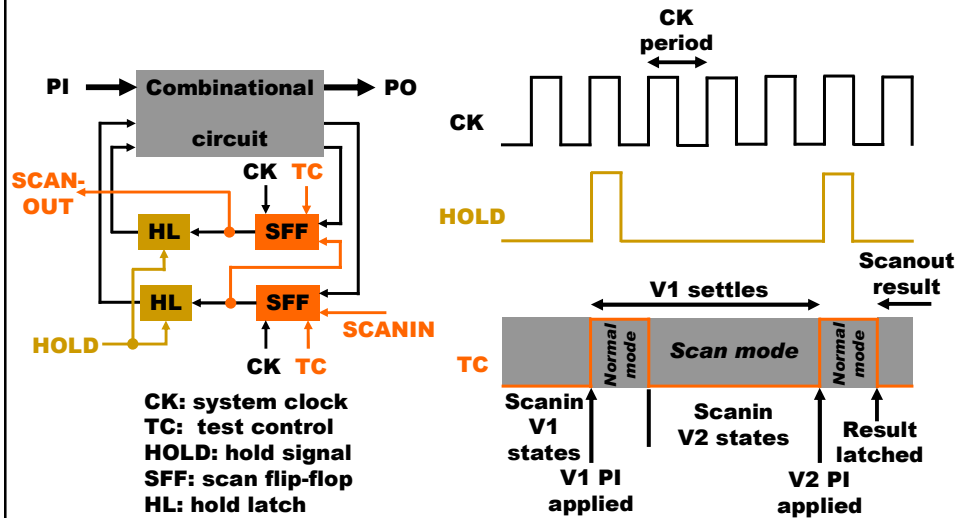 PI
Combinational
circuit
PO
CK TC
SCAN-
OUT
HL
SFF
HL
SFF
SCANIN
HOLD
CK TC
CK: system clock
TC: test control
HOLD: hold signal
SFF: scan flip-flop
HL: hold latch
CK
period
CK
HOLD
Scanout
result
V1 settles
TC
Normal
mode
Scan mode
Normal
mode
Scanin
V1
states
Scanin
V2 states
Result
latched
V1 PI
applied
V2 PI
applied